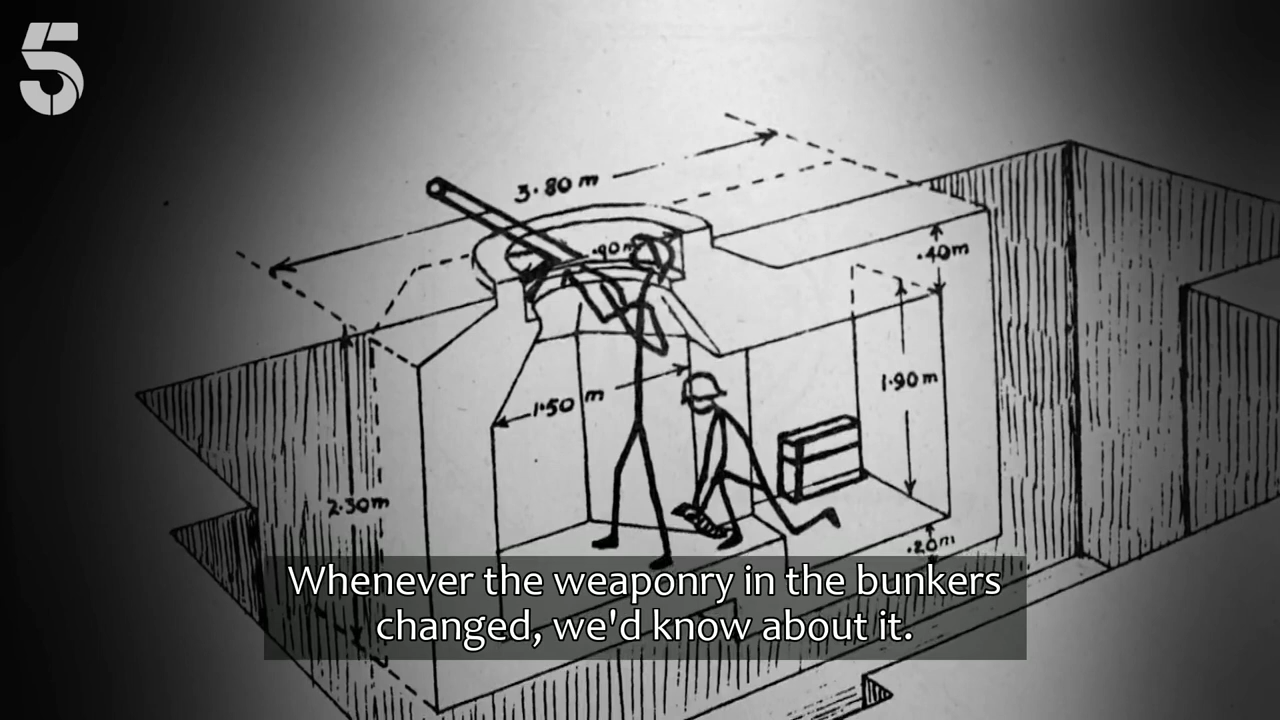 5
3.80 m
.90m
.40m
1.90m
1.50 m
2.30m
.20m
Whenever the weaponry in the bunkers
changed, we'd know about it.